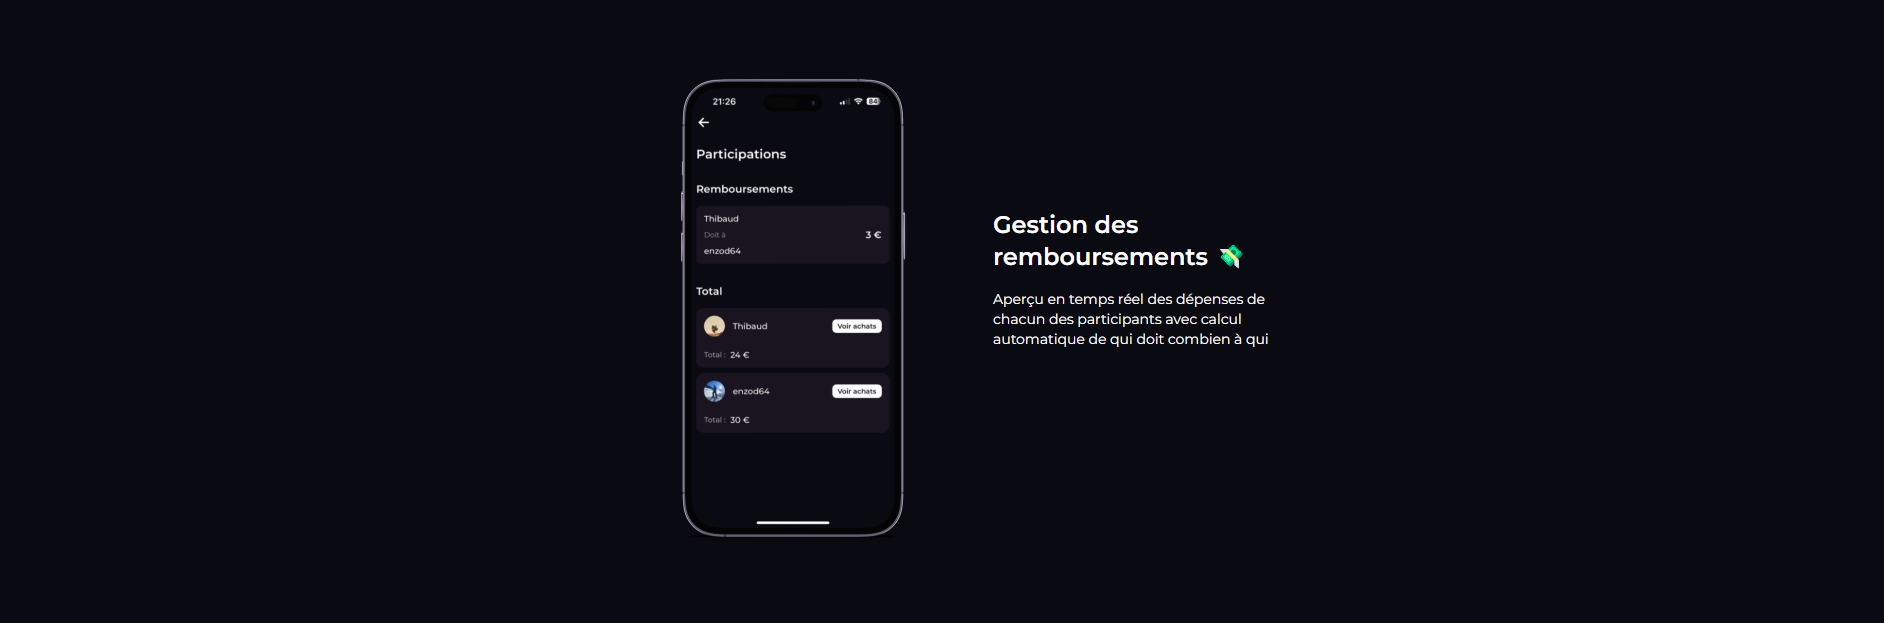 21:26
84
Participations
Remboursements
Thibaud
Doit à
3 €
enzod64
Total
Thibaud
Voir achats
Total : 24 €
enzod64
Voir achats
Total : 30 €
Gestion des
remboursements 💸
Aperçu en temps réel des dépenses de
chacun des participants avec calcul
automatique de qui doit combien à qui